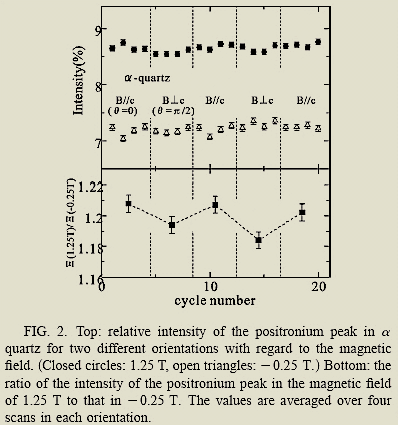 9
Intensity(%)
α-quartz
8
B//c B⊥c B//c B⊥c B//c
(θ=0) (θ=π/2)
7
1.22
Ξ(1.25T)/Ξ(-0.25T)
1.2
1.18
1.16
0 10 20
cycle number
FIG. 2. Top: relative intensity of the positronium peak in α
quartz for two different orientations with regard to the magnetic
field. (Closed circles: 1.25 T, open triangles: −0.25 T.) Bottom: the
ratio of the intensity of the positronium peak in the magnetic field
of 1.25 T to that in −0.25 T. The values are averaged over four
scans in each orientation.